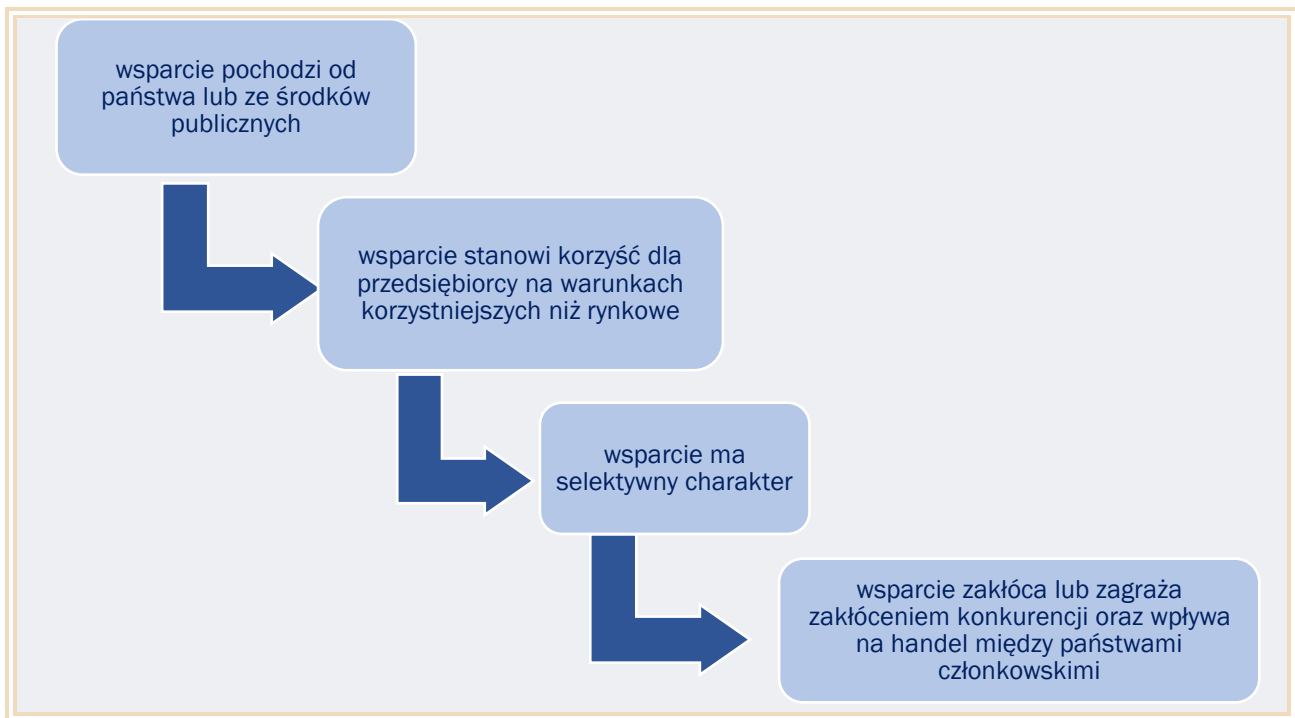 wsparcie pochodzi od
państwa lub ze środków
publicznych
wsparcie stanowi korzyść dla
przedsiębiorcy na warunkach
korzystniejszych niż rynkowe
wsparcie ma
selektywny charakter
wsparcie zakłóca lub zagraża
zakłóceniem konkurencji oraz wpływa
na handel między państwami
członkowskimi